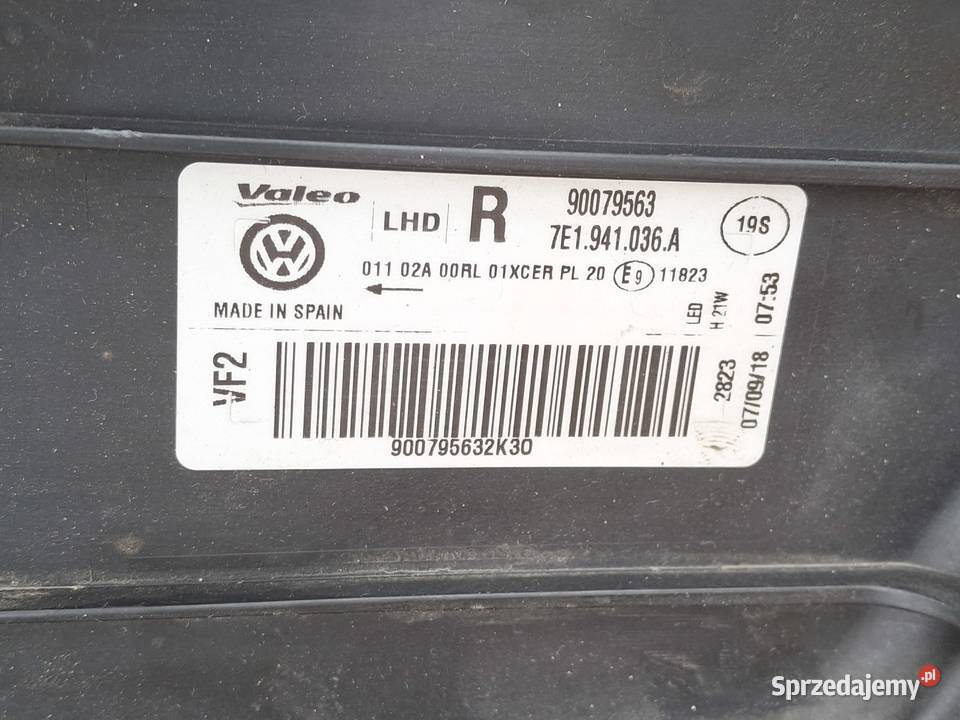 Valeo
LHD
R
90079563
7E1.941.036.A
19S
011 02A 00RL 01XCER PL 20 E9 11823
MADE IN SPAIN
LED
H 21W
07:53
VF2
2823
07/09/18
900795632K30
Sprzedajemy.pl